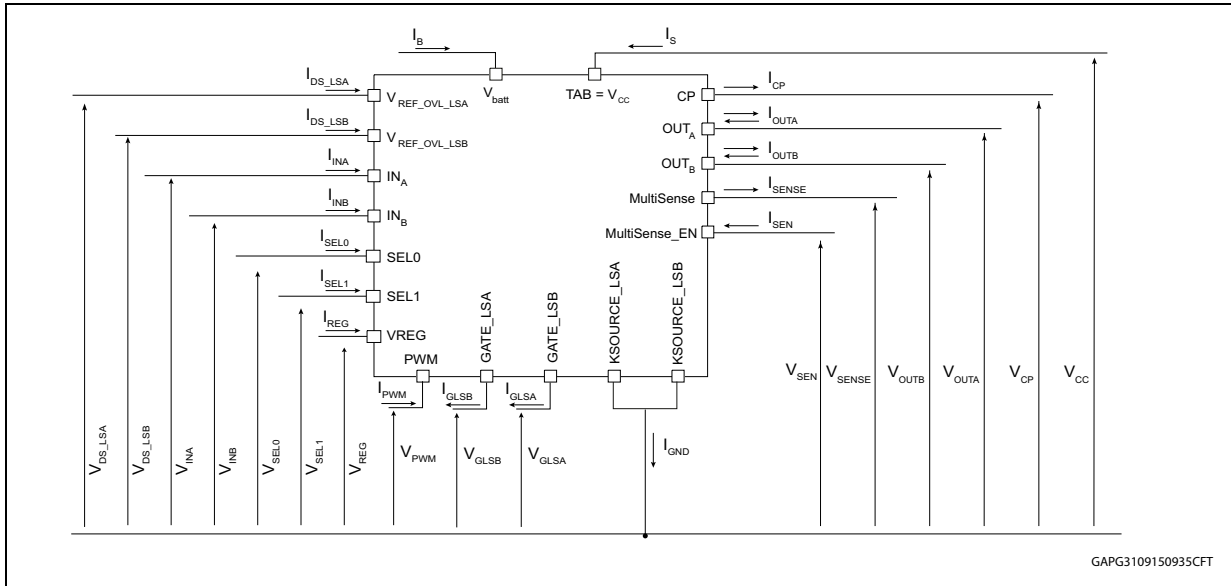 I_B
I_S
V_batt
TAB = V_CC
I_DS_LSA
V_REF_OVL_LSA
I_DS_LSB
V_REF_OVL_LSB
I_INA
IN_A
I_INB
IN_B
I_SEL0
SEL0
I_SEL1
SEL1
I_REG
VREG
CP
I_CP
OUT_A
I_OUTA
OUT_B
I_OUTB
MultiSense
I_SENSE
MultiSense_EN
I_SEN
PWM
GATE_LSA
GATE_LSB
KSOURCE_LSA
KSOURCE_LSB
I_PWM
I_GLSB
I_GLSA
I_GND
V_DS_LSA
V_DS_LSB
V_INA
V_INB
V_SEL0
V_SEL1
V_REG
V_PWM
V_GLSB
V_GLSA
V_SEN
V_SENSE
V_OUTB
V_OUTA
V_CP
V_CC
GAPG3109150935CFT